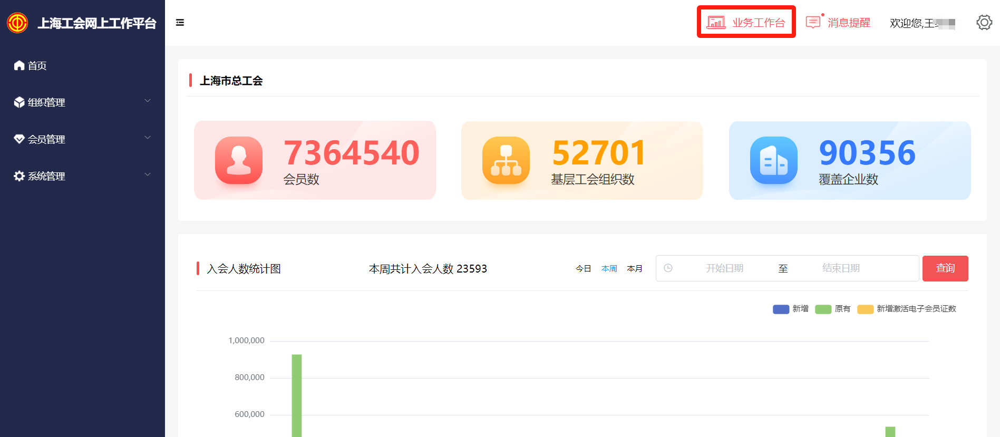 上海工会网上工作平台
业务工作台
消息提醒
欢迎您,王
首页
组织管理
会员管理
系统管理
上海市总工会
7364540
会员数
52701
基层工会组织数
90356
覆盖企业数
入会人数统计图
本周共计入会人数 23593
今日 本周 本月
开始日期 至 结束日期
查询
新增 原有 新增激活电子会员证数
1,000,000
800,000
600,000